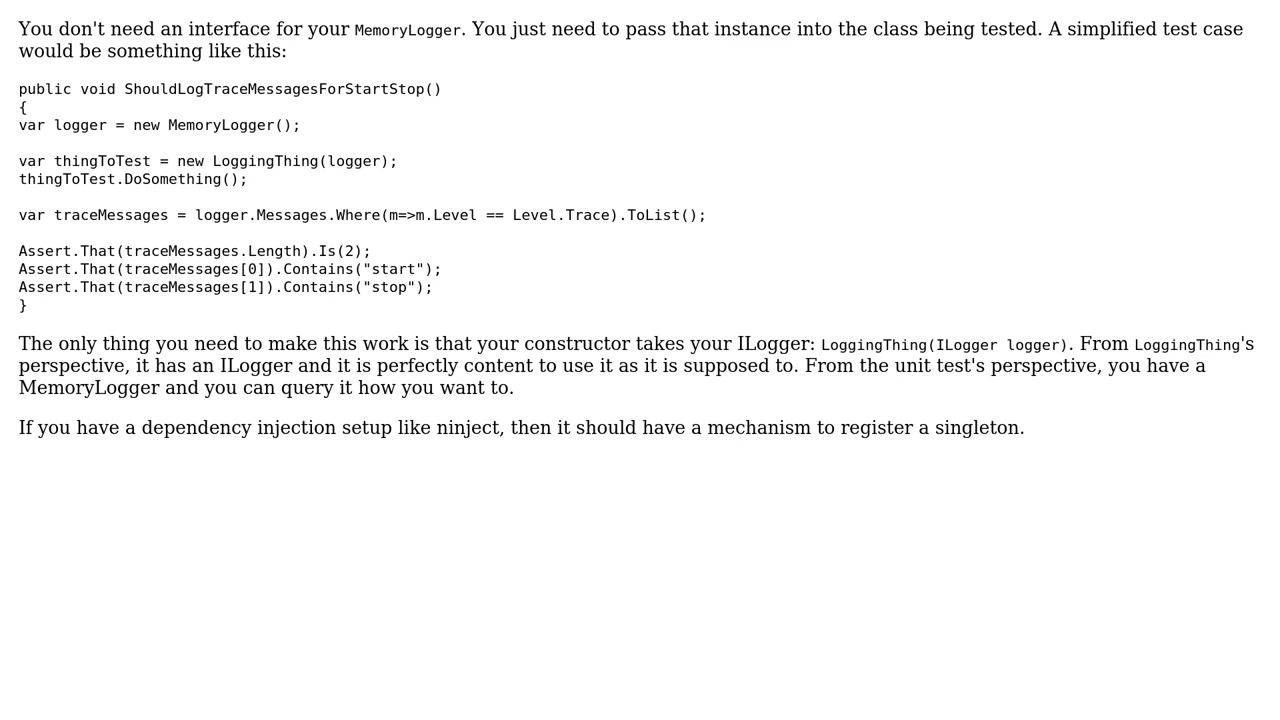 You don't need an interface for your MemoryLogger. You just need to pass that instance into the class being tested. A simplified test case
would be something like this:
public void ShouldLogTraceMessagesForStartStop()
{
var logger = new MemoryLogger();
var thingToTest = new LoggingThing(logger);
thingToTest.DoSomething();
var traceMessages = logger.Messages.Where(m=>m.Level == Level.Trace).ToList();
Assert.That(traceMessages.Length).Is(2);
Assert.That(traceMessages[0]).Contains("start");
Assert.That(traceMessages[1]).Contains("stop");
}
The only thing you need to make this work is that your constructor takes your ILogger: LoggingThing(ILogger logger). From LoggingThing's
perspective, it has an ILogger and it is perfectly content to use it as it is supposed to. From the unit test's perspective, you have a
MemoryLogger and you can query it how you want to.
If you have a dependency injection setup like ninject, then it should have a mechanism to register a singleton.